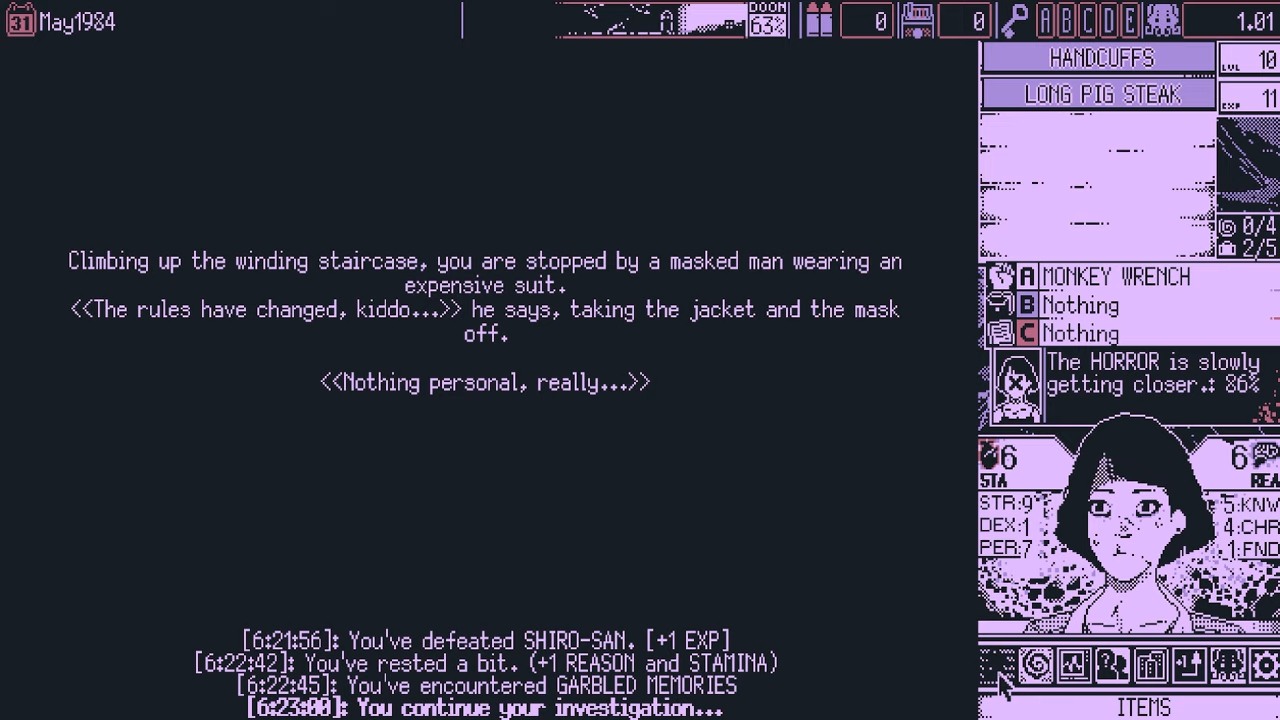 31 May1984
DOOM
63%
0
0
A B C D E
1.01
HANDCUFFS
LVL 10
LONG PIG STEAK
EXP 11
0/4
2/5
Climbing up the winding staircase, you are stopped by a masked man wearing an
expensive suit.
<<The rules have changed, kiddo...>> he says, taking the jacket and the mask
off.
<<Nothing personal, really...>>
A MONKEY WRENCH
B Nothing
C Nothing
The HORROR is slowly
getting closer.: 86%
6 6
STA REA
STR:9 5:KNW
DEX:1 4:CHR
PER:7 1:FND
[6:21:56]: You've defeated SHIRO-SAN. [+1 EXP]
[6:22:42]: You've rested a bit. (+1 REASON and STAMINA)
[6:22:45]: You've encountered GARBLED MEMORIES
[6:23:00]: You continue your investigation...
ITEMS